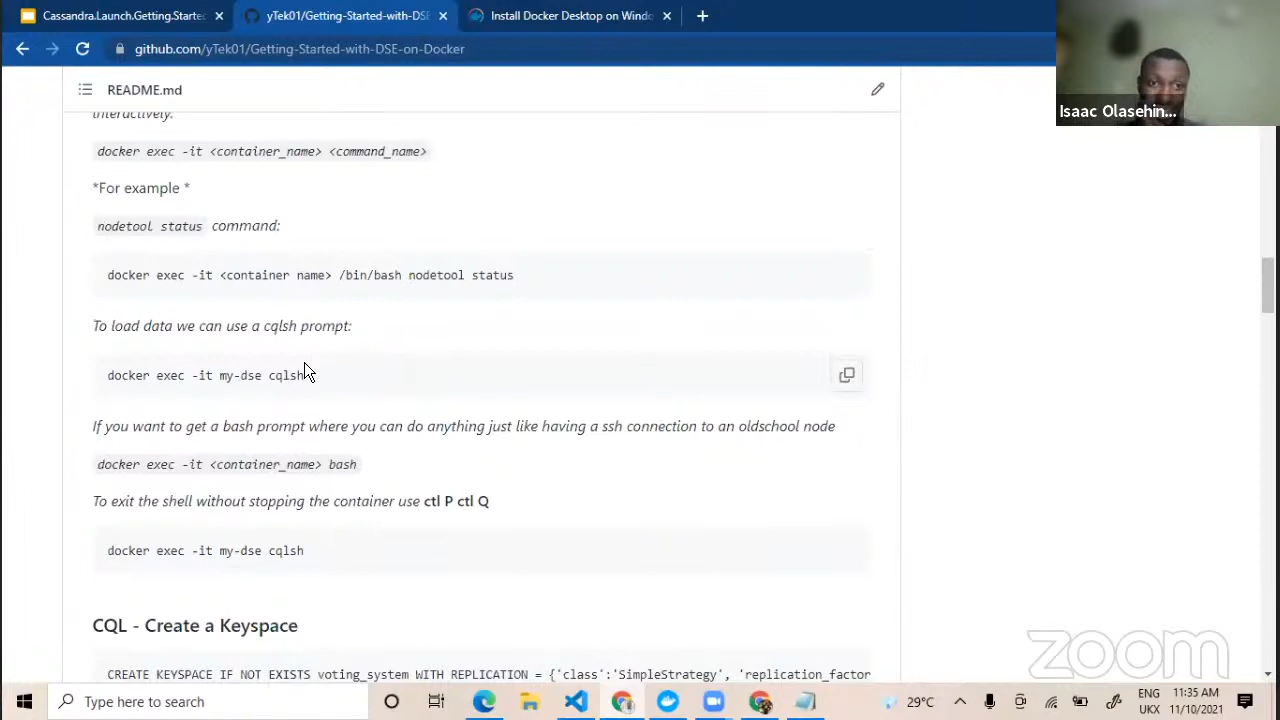 Cassandra.Launch.Getting.Started
yTek01/Getting-Started-with-DSE
Install Docker Desktop on Windo
github.com/yTek01/Getting-Started-with-DSE-on-Docker
README.md
Isaac Olasehin...
interactively.
docker exec -it <container_name> <command_name>
*For example *
nodetool status command:
docker exec -it <container name> /bin/bash nodetool status
To load data we can use a cqlsh prompt:
docker exec -it my-dse cqlsh
If you want to get a bash prompt where you can do anything just like having a ssh connection to an oldschool node
docker exec -it <container_name> bash
To exit the shell without stopping the container use ctl P ctl Q
docker exec -it my-dse cqlsh
CQL - Create a Keyspace
CREATE KEYSPACE IF NOT EXISTS voting_system WITH REPLICATION = {'class':'SimpleStrategy', 'replication_factor
zoom
Type here to search
29°C
ENG
UKX
11:35 AM
11/10/2021